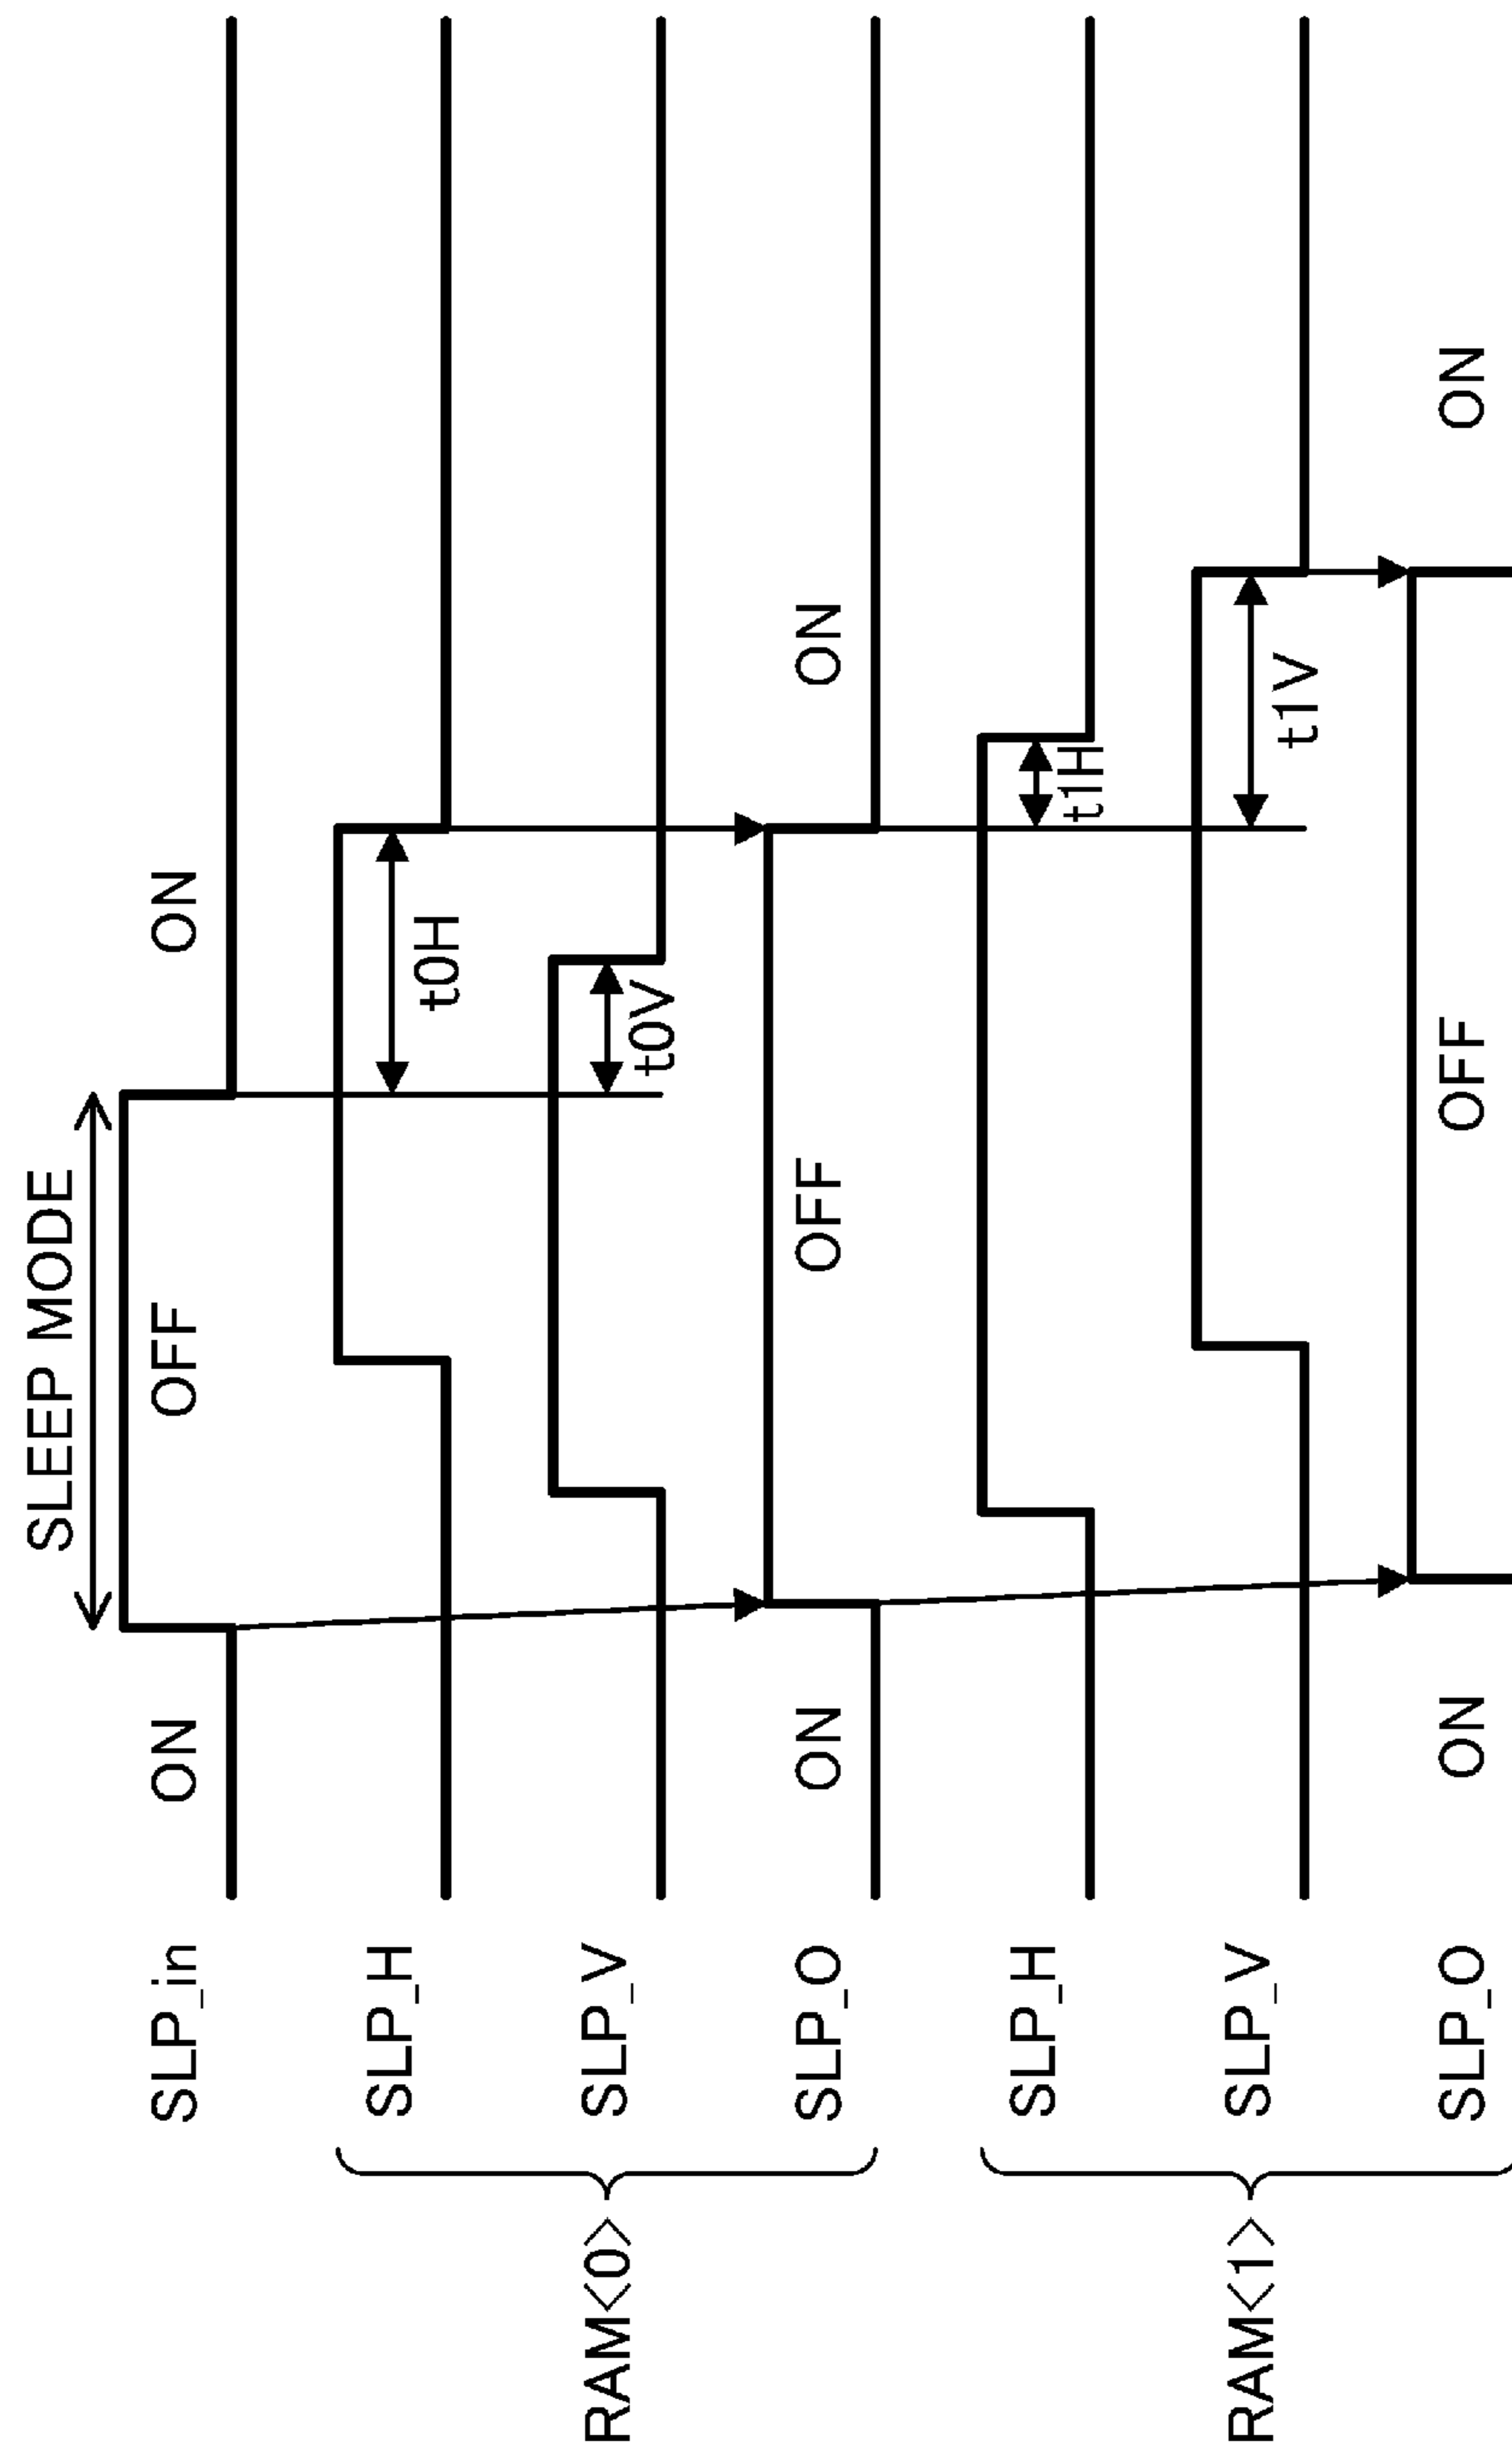 SLEEP MODE
SLP_in
ON
OFF
ON
RAM<0>
SLP_H
t0H
SLP_V
t0V
SLP_O
ON
OFF
ON
RAM<1>
SLP_H
t1H
SLP_V
t1V
SLP_O
ON
OFF
ON